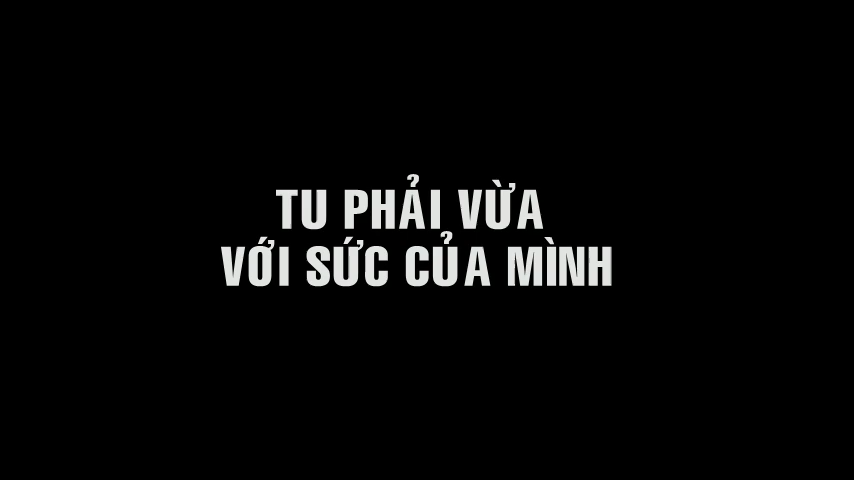 TU PHẢI VỪA
VỚI SỨC CỦA MÌNH